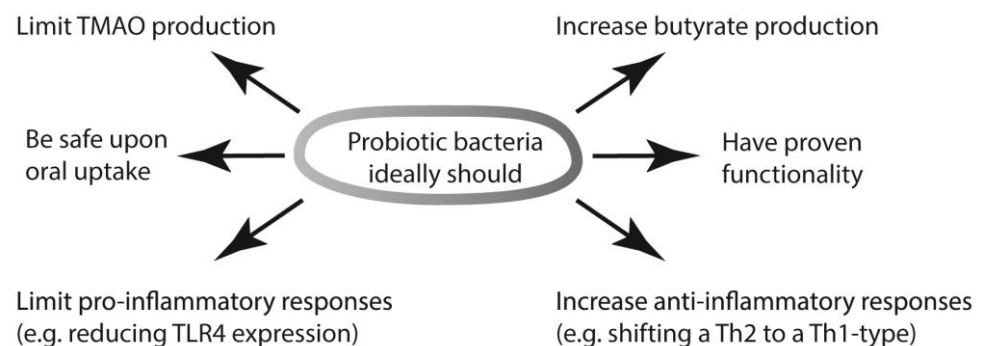 Limit TMAO production
Increase butyrate production
Be safe upon
oral uptake
Probiotic bacteria
ideally should
Have proven
functionality
Limit pro-inflammatory responses
(e.g. reducing TLR4 expression)
Increase anti-inflammatory responses
(e.g. shifting a Th2 to a Th1-type)